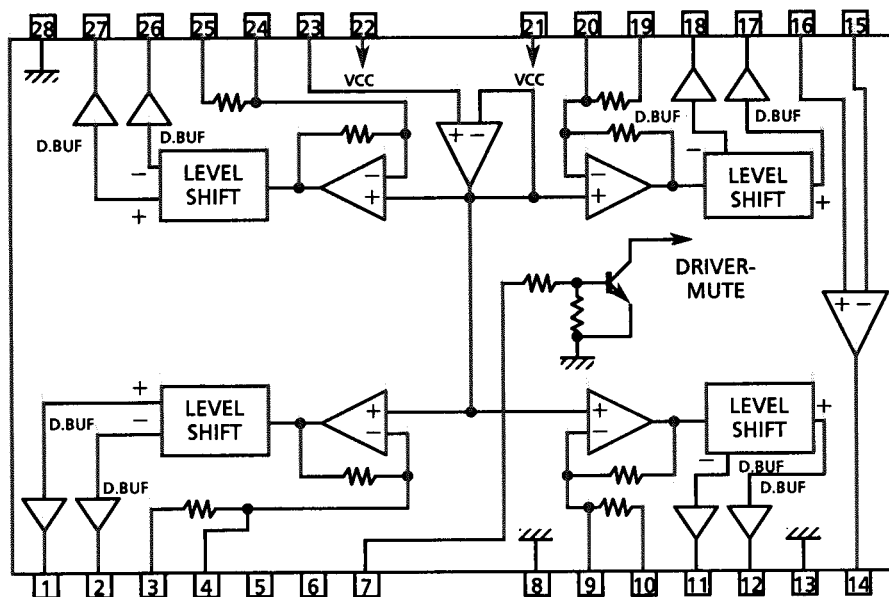 28 27 26 25 24 23 22 21 20 19 18 17 16 15
VCC VCC
D.BUF D.BUF D.BUF D.BUF
+ −
− LEVEL SHIFT +
− +
− +
− LEVEL SHIFT +
DRIVER-
MUTE
+ −
+ LEVEL SHIFT −
+ −
+ −
LEVEL SHIFT + −
D.BUF D.BUF D.BUF D.BUF
1 2 3 4 5 6 7 8 9 10 11 12 13 14